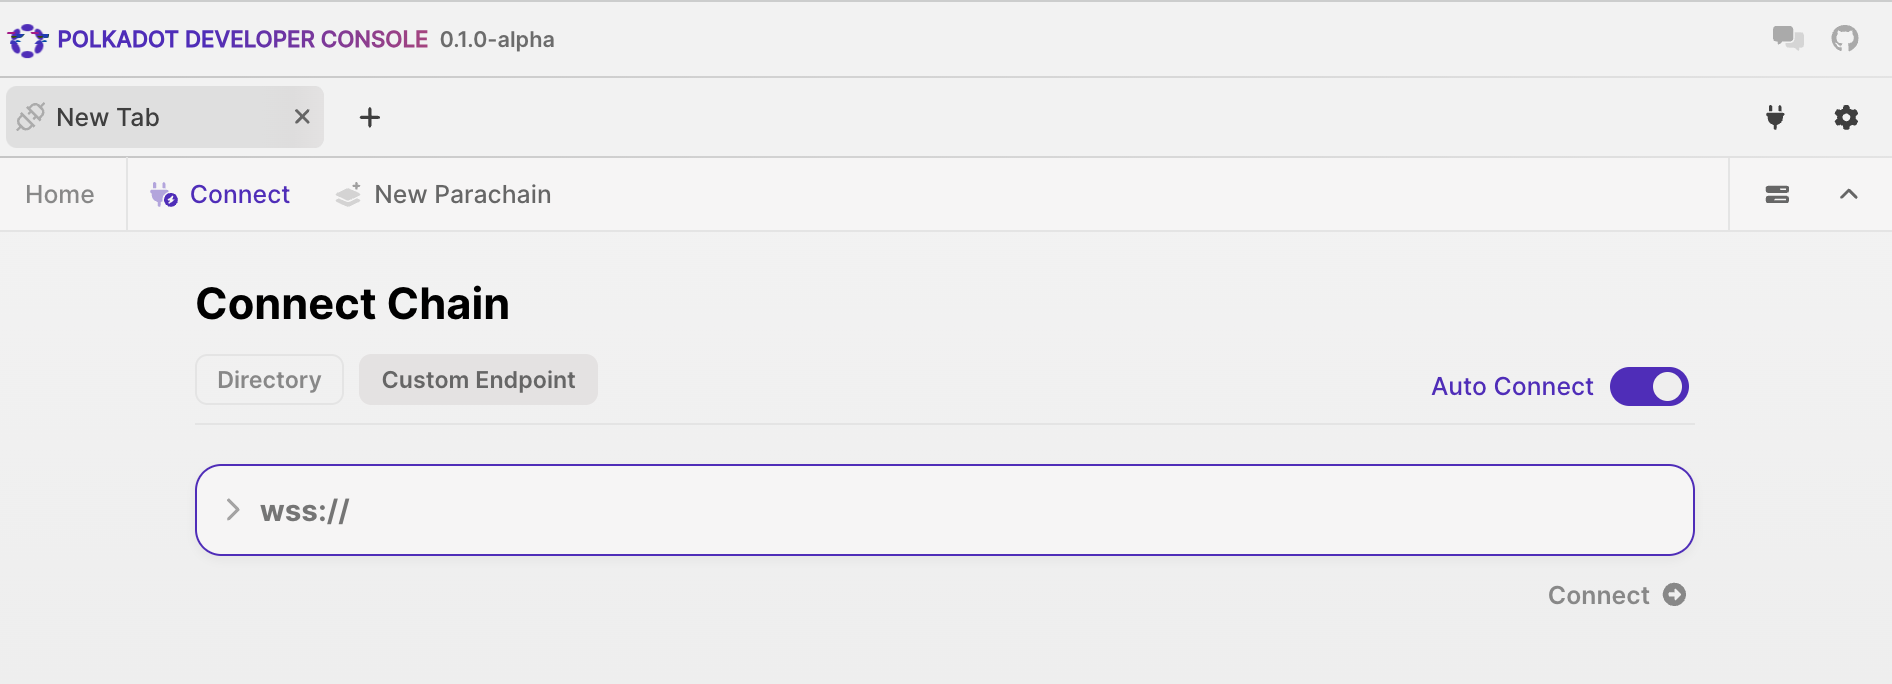 POLKADOT DEVELOPER CONSOLE 0.1.0-alpha
New Tab
Home Connect New Parachain
Connect Chain
Directory Custom Endpoint Auto Connect
wss://
Connect